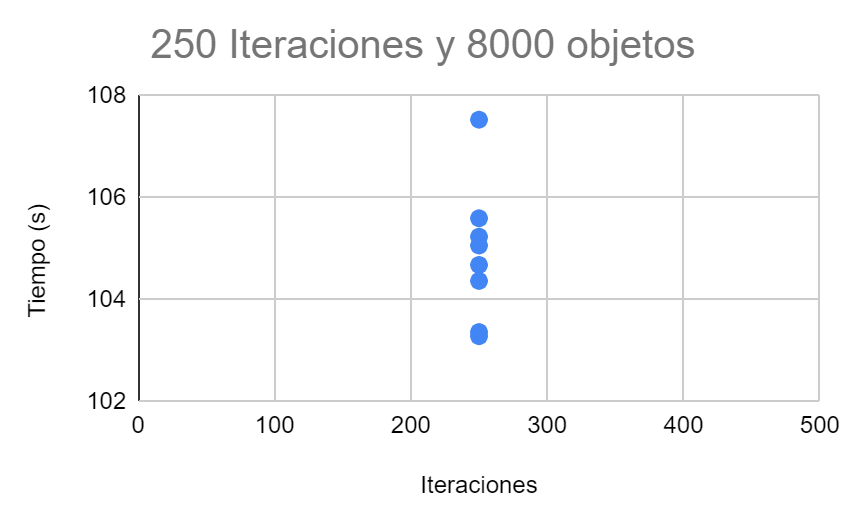 250 Iteraciones y 8000 objetos
108
106
104
102
Tiempo (s)
0 100 200 300 400 500
Iteraciones